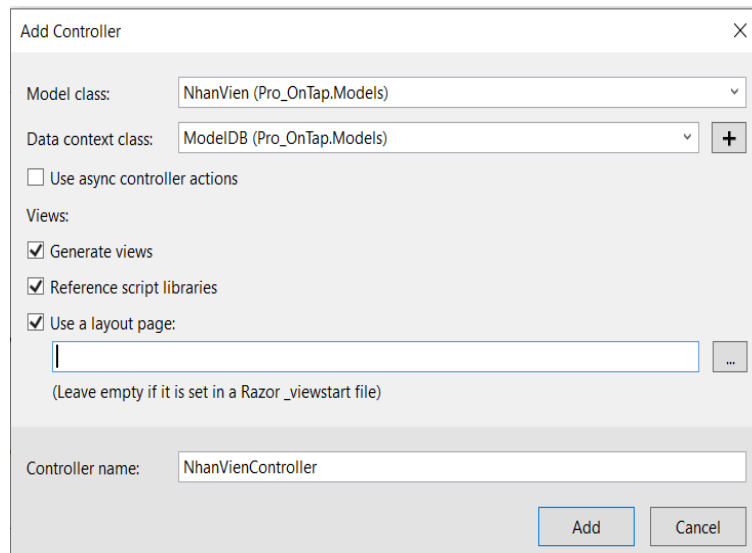 Add Controller
Model class: NhanVien (Pro_OnTap.Models)
Data context class: ModelDB (Pro_OnTap.Models) +
Use async controller actions
Views:
Generate views
Reference script libraries
Use a layout page:
...
(Leave empty if it is set in a Razor _viewstart file)
Controller name: NhanVienController
Add Cancel